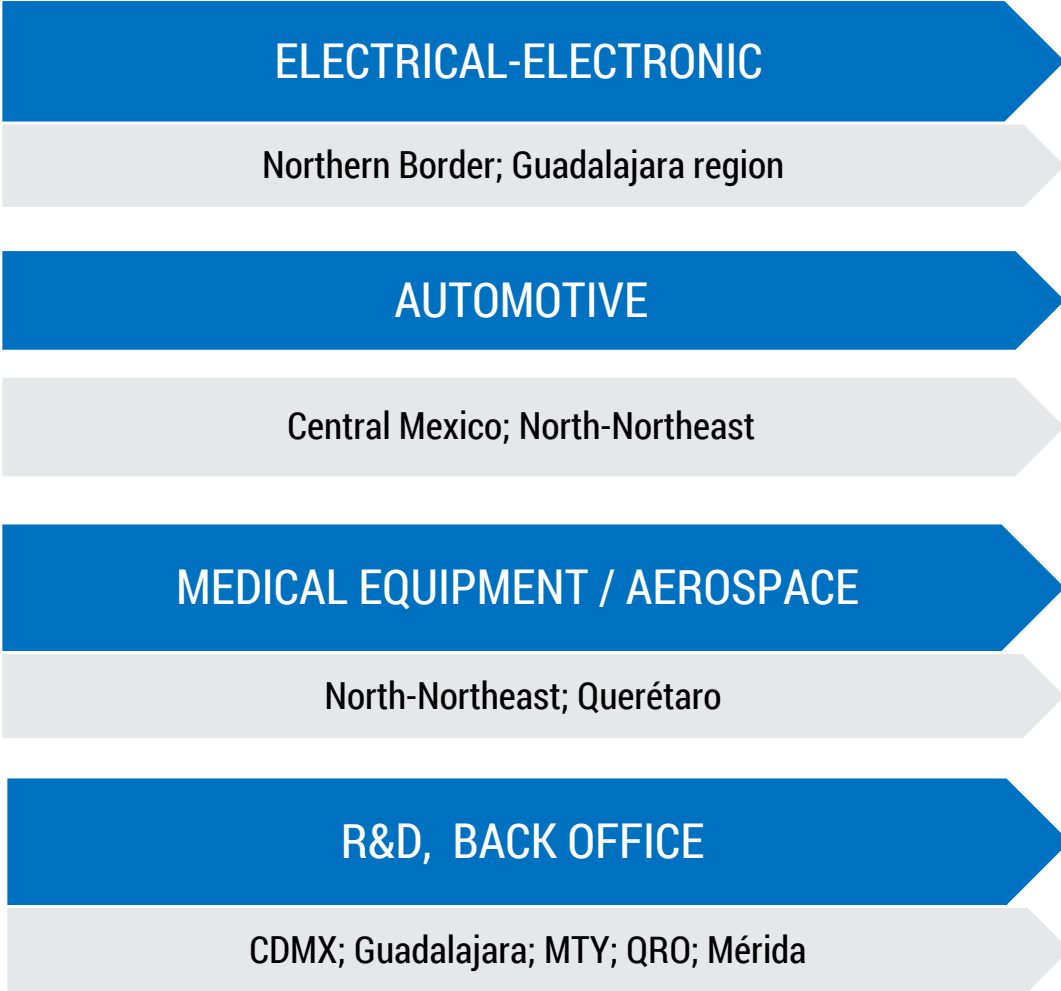 ELECTRICAL-ELECTRONIC
Northern Border; Guadalajara region
AUTOMOTIVE
Central Mexico; North-Northeast
MEDICAL EQUIPMENT / AEROSPACE
North-Northeast; Querétaro
R&D, BACK OFFICE
CDMX; Guadalajara; MTY; QRO; Mérida